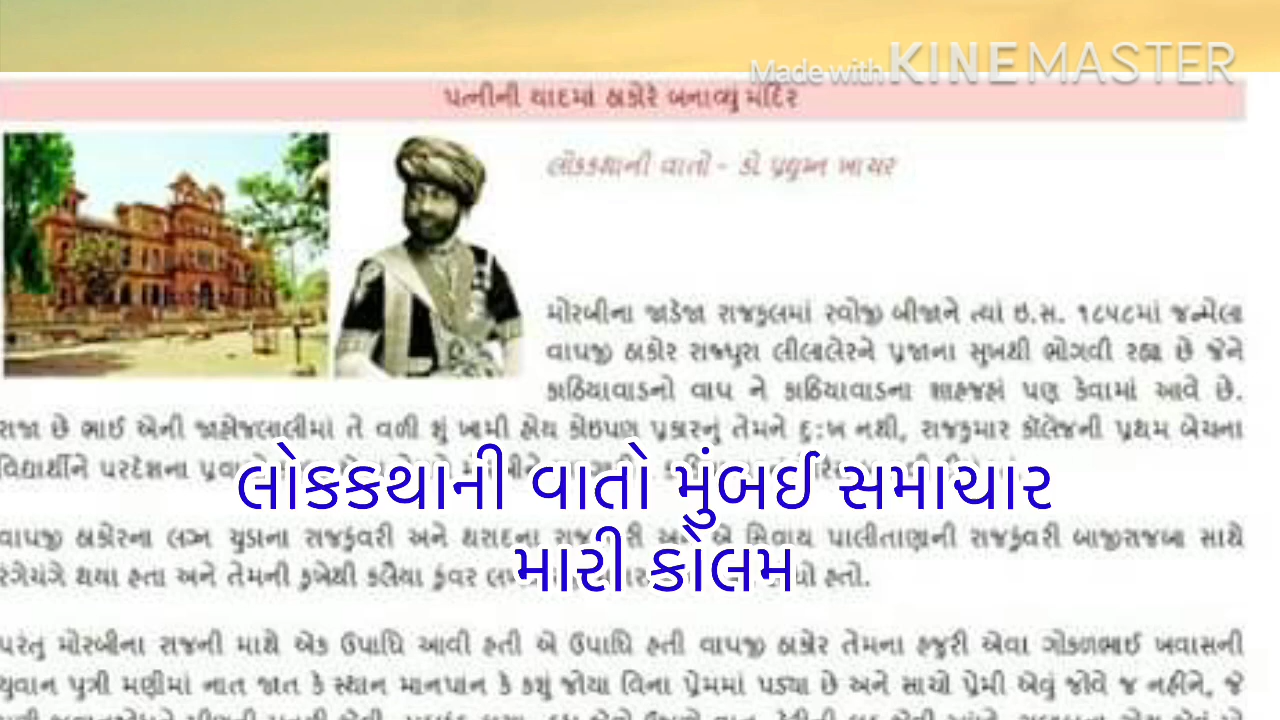 Made with KINEMASTER
પત્નીની યાદમાં ઠાકોરે બનાવ્યું મંદિર
લોકકથાની વાતો - ડો પ્રદ્યુમ્ન ખાચર
મોરબીના જાડેજા રાજકુલમાં રવોજી બીજાને ત્યાં ઇ.સ. ૧૮૫૮માં જન્મેલા
વાઘજી ઠાકોર રાજપુરા લીલાલેરને પ્રજાના સુખથી ભોગવી રહ્યા છે જેને
કાઠિયાવાડનો વાઘ ને કાઠિયાવાડના શાહજહાં પણ કેવામાં આવે છે.
રાજા છે ભાઈ એની જાહોજલાલીમાં તે વળી શું ખામી હોય કોઇપણ પ્રકારનું તેમને દુ:ખ નથી, રાજકુમાર કૉલેજની પ્રથમ બેચના
વિદ્યાર્થીને પરદેશના
લોકકથાની વાતો મુંબઈ સમાચાર
વાઘજી ઠાકોરના લગ્ન ચુડાના રાજકુંવરી અને થરાદના એ સિવાય પાલીતાણાની રાજકુંવરી બાજીરાજબા સાથે
મારી કોલમ
રંગેચંગે થયા હતા અને તેમની કુખેથી કલૈયા કુંવર હતો.
પરંતુ મોરબીના રાજની માથે એક ઉપાધિ આવી હતી એ ઉપાધિ હતી વાઘજી ઠાકોર તેમના હજુરી એવા ગોકળભાઈ ખવાસની
યુવાન પુત્રી મણીમાં નાત જાત કે સ્થાન માનપાન કે કશું જોયા વિના પ્રેમમાં પડ્યા છે અને સાચો પ્રેમી એવું જોવે જ નહીંને, જે